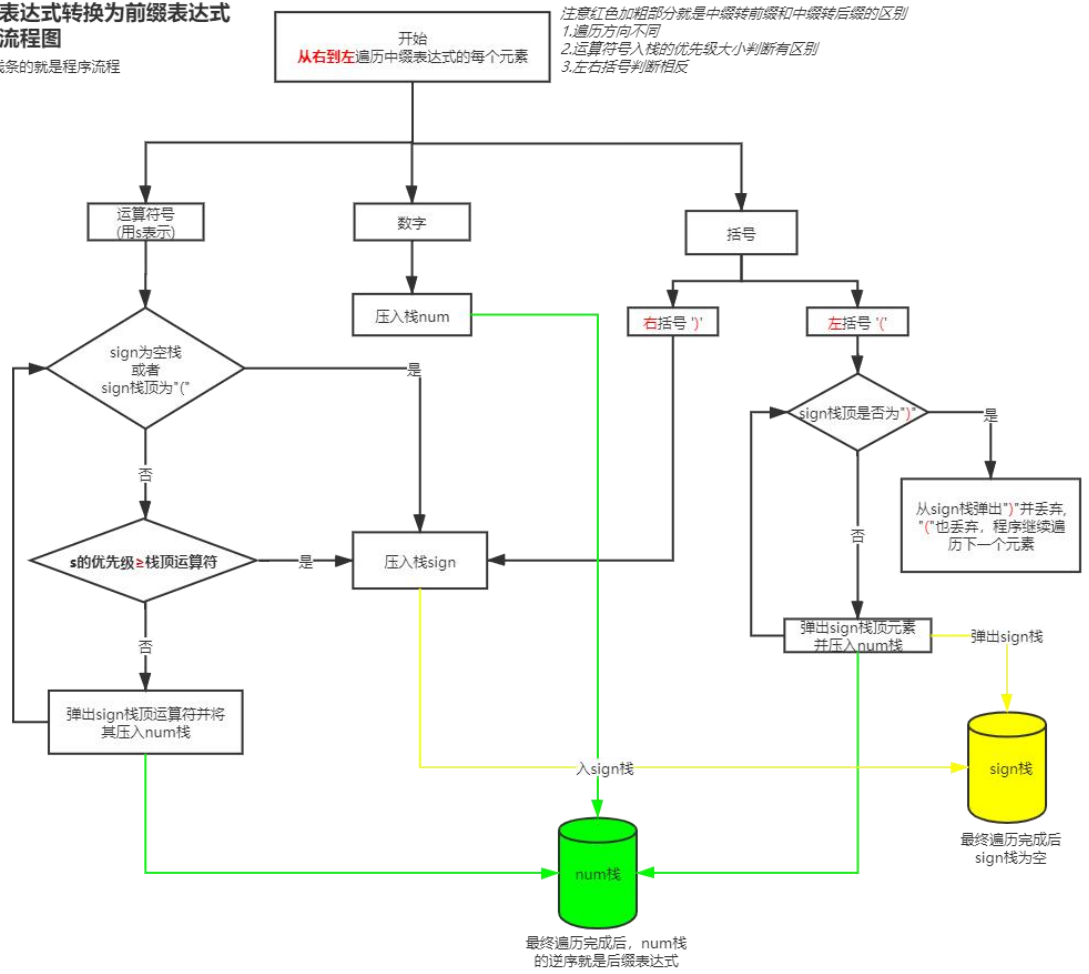 表达式转换为前缀表达式
流程图
线条的就是程序流程
开始
从右到左遍历中缀表达式的每个元素
注意红色加粗部分就是中缀转前缀和中缀转后缀的区别
1.遍历方向不同
2.运算符号入栈的优先级大小判断有区别
3.左右括号判断相反
运算符号
(用s表示)
数字
括号
压入栈num
右括号 ')'
左括号 '('
sign为空栈
或者
sign栈顶为"("
是
sign栈顶是否为")"
是
否
从sign栈弹出")"并丢弃,
"("也丢弃，程序继续遍
历下一个元素
s的优先级≥栈顶运算符
是
压入栈sign
否
否
弹出sign栈顶元素
并压入num栈
弹出sign栈
弹出sign栈顶运算符并将
其压入num栈
入sign栈
sign栈
最终遍历完成后
sign栈为空
num栈
最终遍历完成后，num栈
的逆序就是后缀表达式